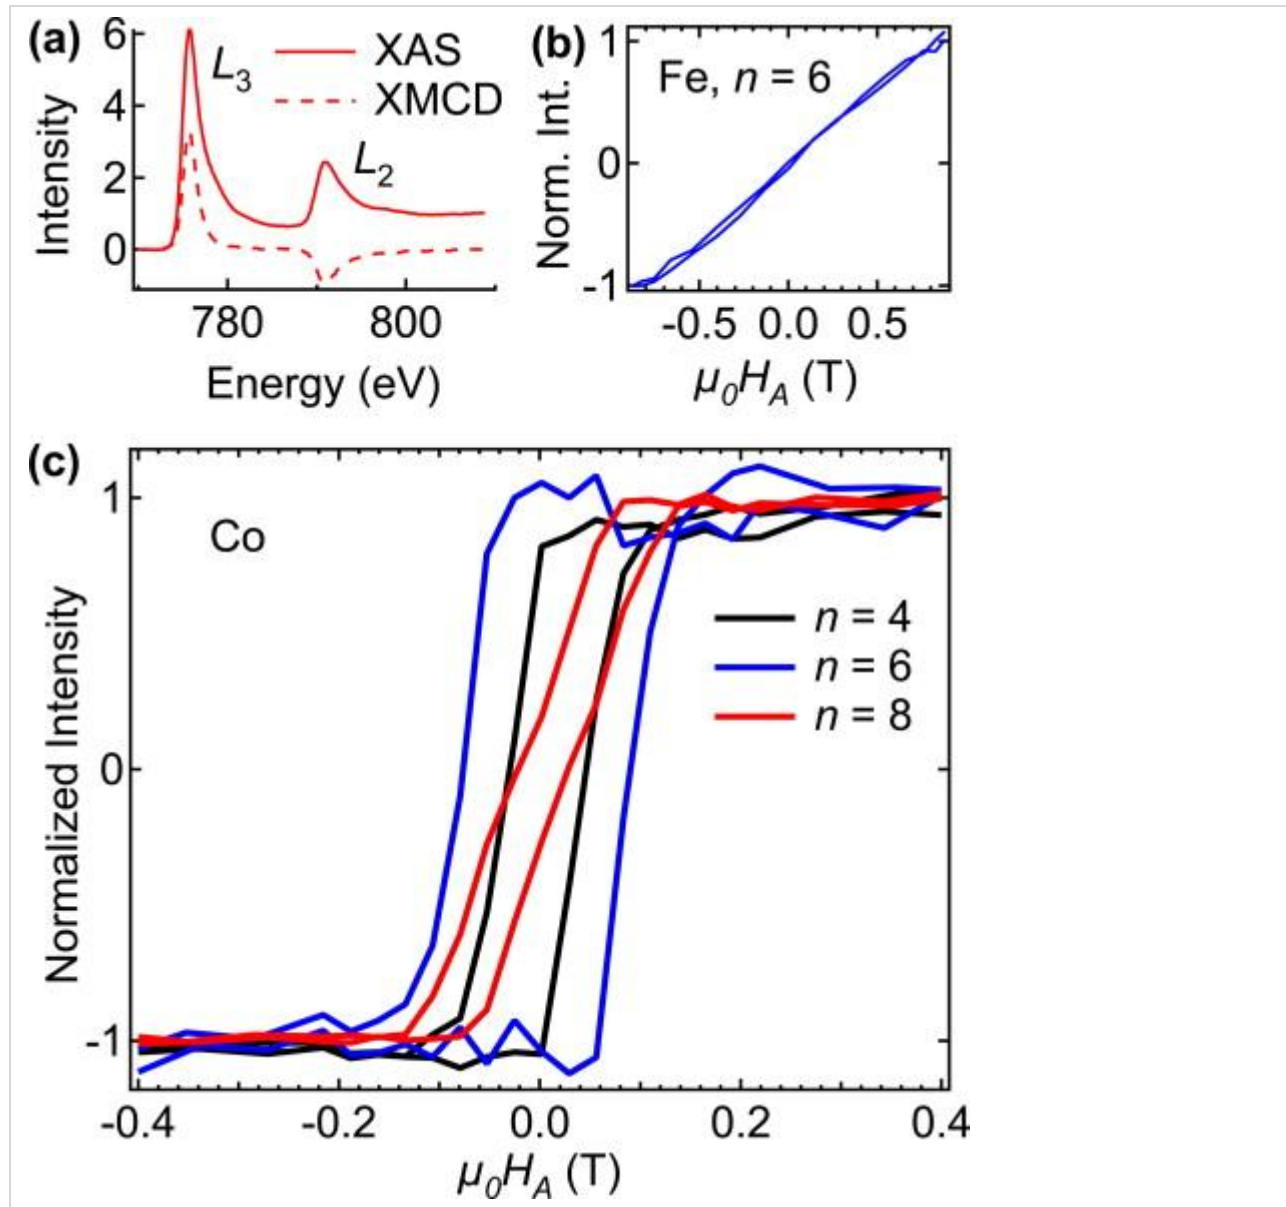 (a)
6
4
2
0
Intensity
L3
L2
XAS
XMCD
780 800
Energy (eV)
(b)
1
0
-1
Norm. Int.
Fe, n = 6
-0.5 0.0 0.5
μ0HA (T)
(c)
1
0
-1
Normalized Intensity
Co
n = 4
n = 6
n = 8
-0.4 -0.2 0.0 0.2 0.4
μ0HA (T)